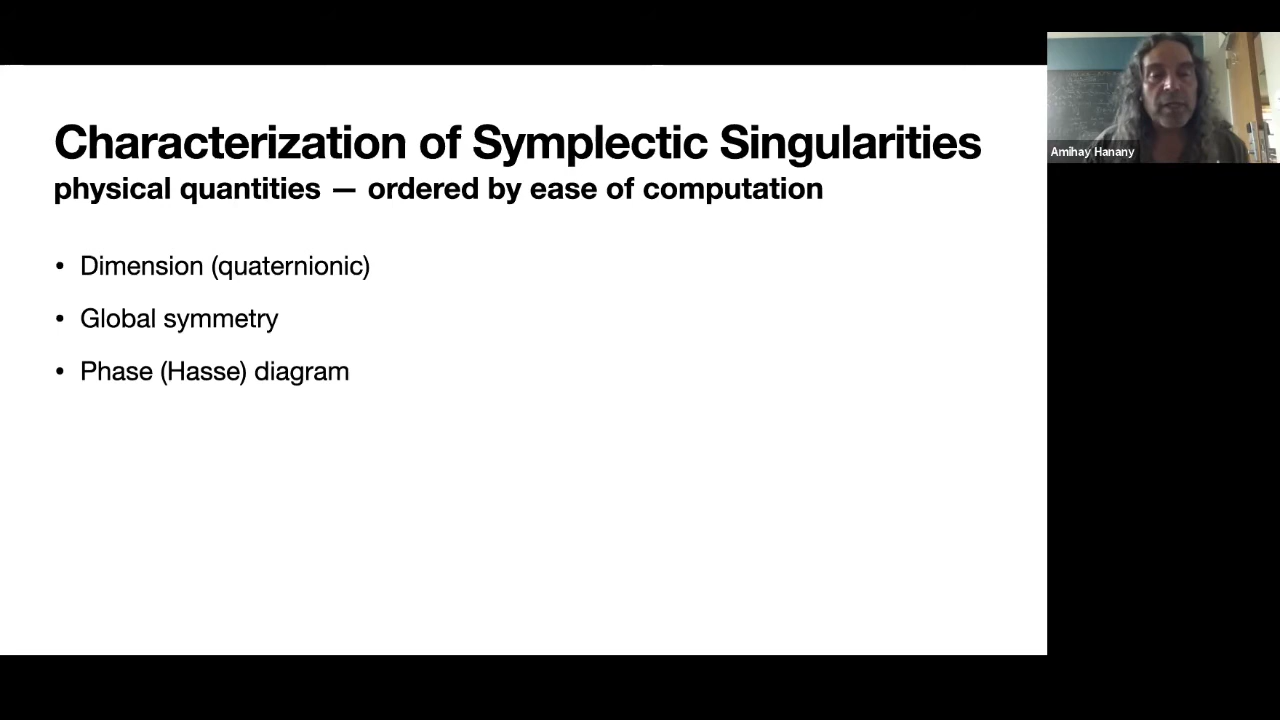 Characterization of Symplectic Singularities
physical quantities — ordered by ease of computation
• Dimension (quaternionic)
• Global symmetry
• Phase (Hasse) diagram
Amihay Hanany